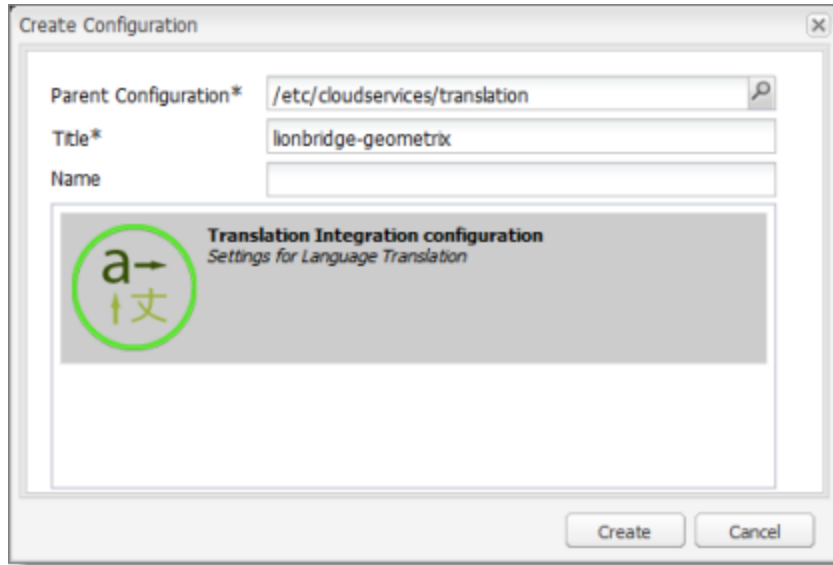 Create Configuration
Parent Configuration* /etc/cloudservices/translation
Title* lionbridge-geometrix
Name
Translation Integration configuration
Settings for Language Translation
a
丈
Create Cancel